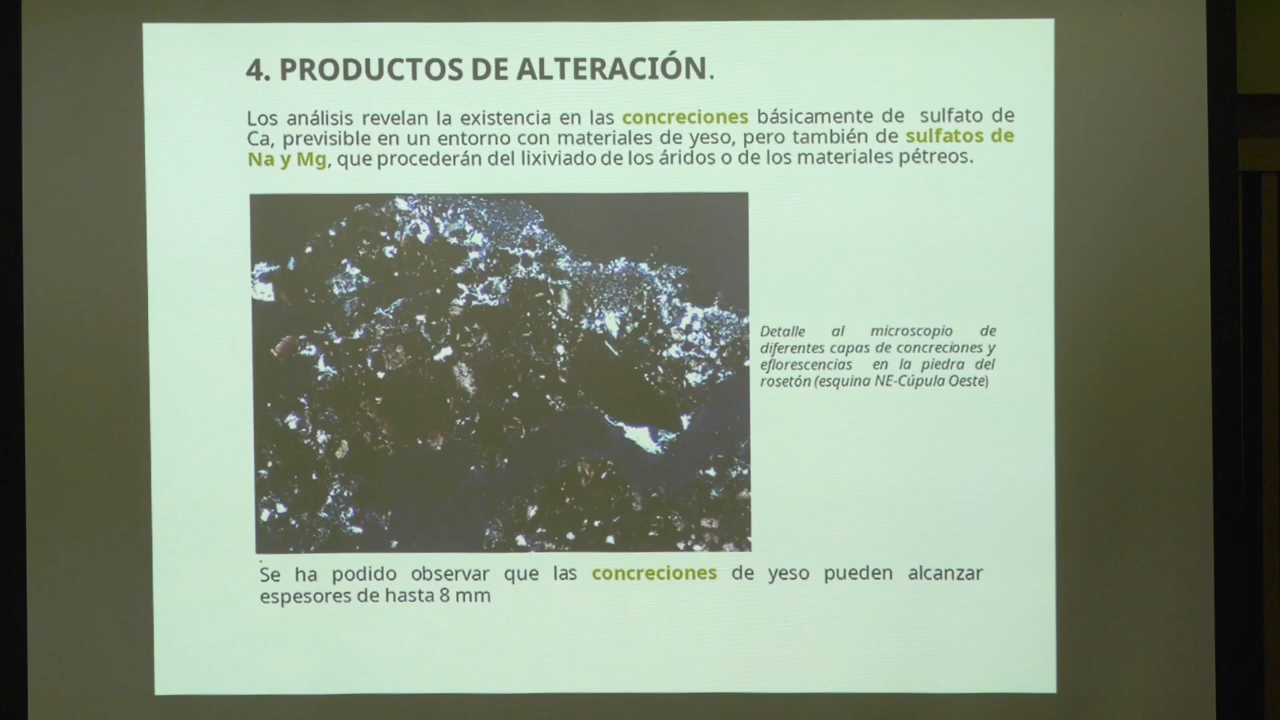 4. PRODUCTOS DE ALTERACIÓN.
Los análisis revelan la existencia en las concreciones básicamente de sulfato de
Ca, previsible en un entorno con materiales de yeso, pero también de sulfatos de
Na y Mg, que procederán del lixiviado de los áridos o de los materiales pétreos.
Detalle al microscopio de
diferentes capas de concreciones y
eflorescencias en la piedra del
rosetón (esquina NE-Cúpula Oeste)
Se ha podido observar que las concreciones de yeso pueden alcanzar
espesores de hasta 8 mm